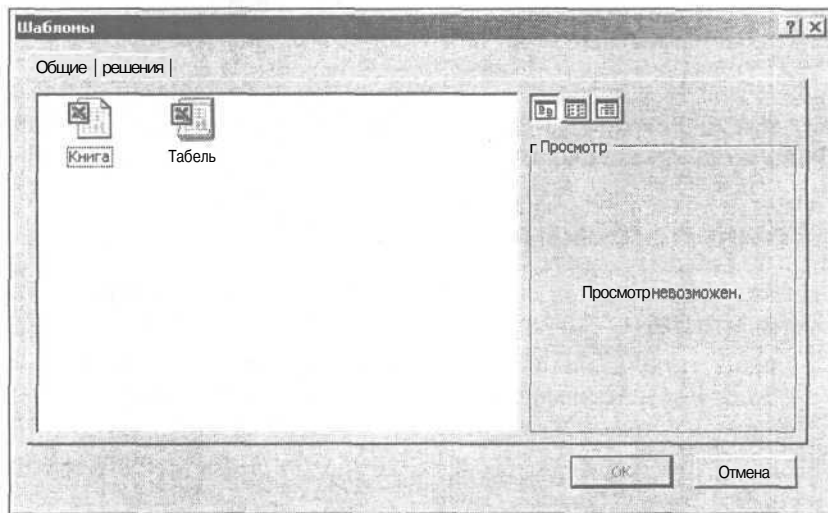 Шаблоны
Общие | решения |
Книга
Табель
Просмотр
Просмотр невозможен.
OK
Отмена